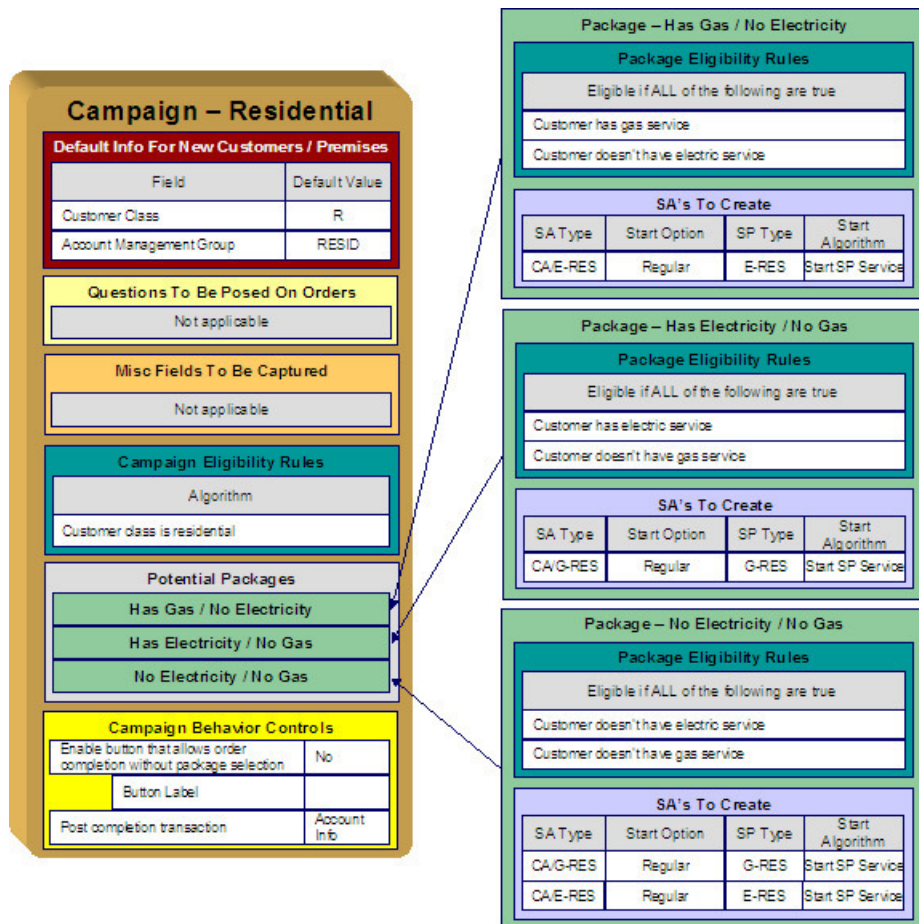 Campaign – Residential
Default Info For New Customers / Premises
Field Default Value
Customer Class R
Account Management Group RESID
Questions To Be Posed On Orders
Not applicable
Misc Fields To Be Captured
Not applicable
Campaign Eligibility Rules
Algorithm
Customer class is residential
Potential Packages
Has Gas / No Electricity
Has Electricity / No Gas
No Electricity / No Gas
Campaign Behavior Controls
Enable button that allows order
completion without package selection No
Button Label
Post completion transaction Account
Info
Package – Has Gas / No Electricity
Package Eligibility Rules
Eligible if ALL of the following are true
Customer has gas service
Customer doesn't have electric service
SA's To Create
SA Type Start Option SP Type Start
Algorithm
CA/E-RES Regular E-RES Start SP Service
Package – Has Electricity / No Gas
Package Eligibility Rules
Eligible if ALL of the following are true
Customer has electric service
Customer doesn't have gas service
SA's To Create
SA Type Start Option SP Type Start
Algorithm
CA/G-RES Regular G-RES Start SP Service
Package – No Electricity / No Gas
Package Eligibility Rules
Eligible if ALL of the following are true
Customer doesn't have electric service
Customer doesn't have gas service
SA's To Create
SA Type Start Option SP Type Start
Algorithm
CA/G-RES Regular G-RES Start SP Service
CA/E-RES Regular E-RES Start SP Service